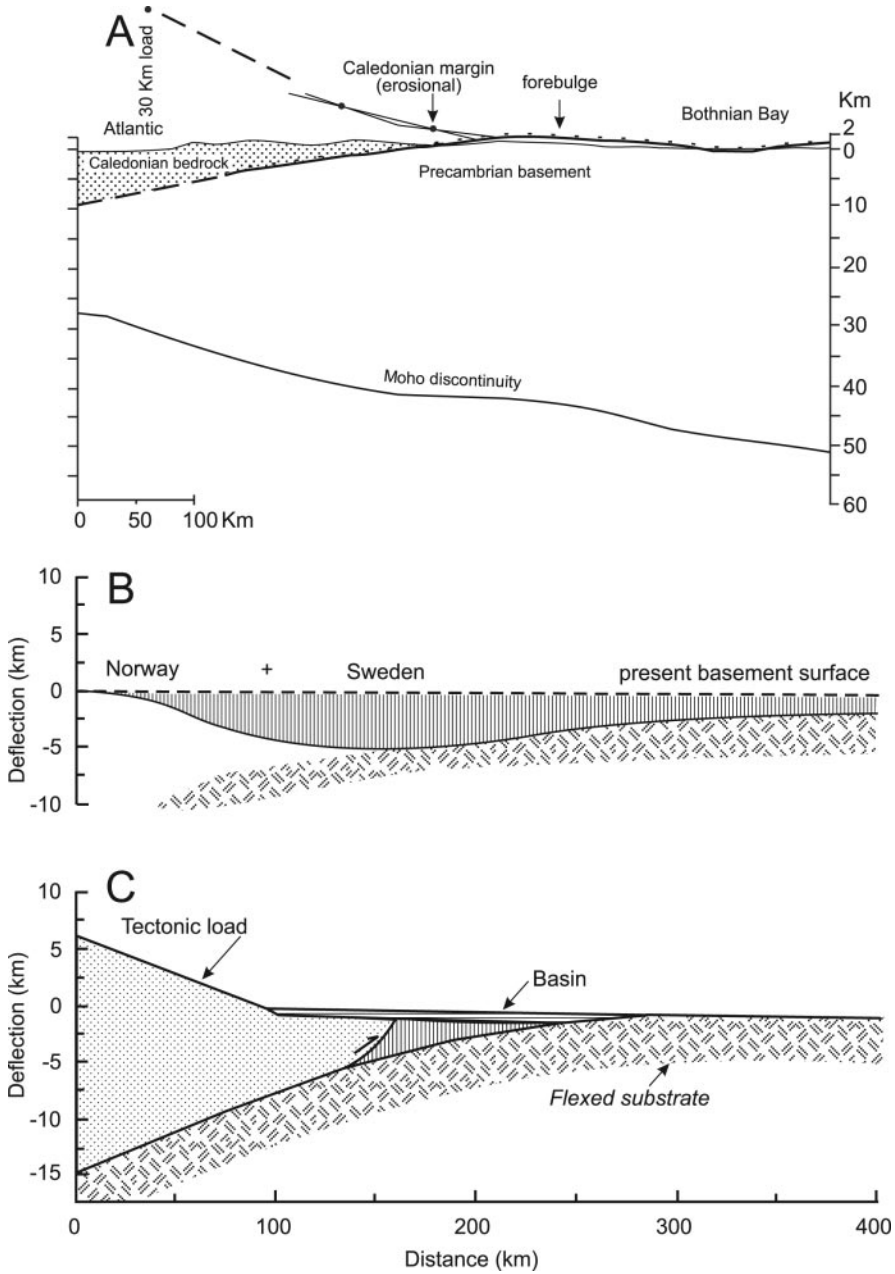 A
30 Km load
Caledonian margin
(erosional)
forebulge
Bothnian Bay
Km
Atlantic
2
0
Caledonian bedrock
Precambrian basement
10
20
30
Moho discontinuity
40
50
60
0 50 100 Km
B
10
5
0
-5
-10
Deflection (km)
Norway + Sweden present basement surface
C
10
5
0
-5
-10
-15
Deflection (km)
Tectonic load
Basin
Flexed substrate
0 100 200 300 400
Distance (km)